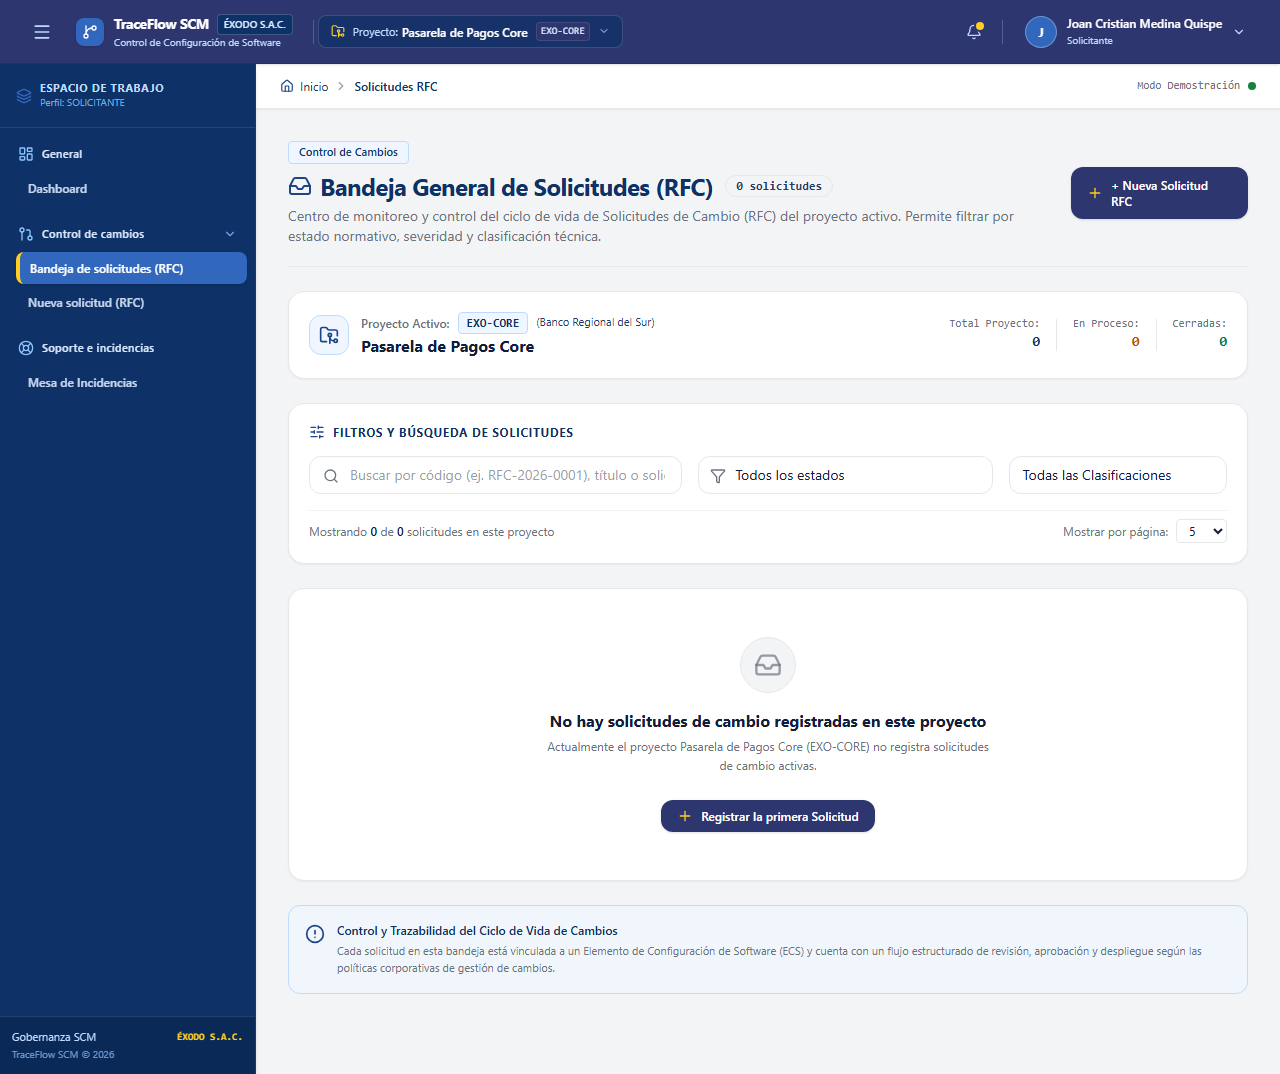 TraceFlow SCM ÉXODO S.A.C.
Control de Configuración de Software
Proyecto: Pasarela de Pagos Core EXO-CORE
J
Joan Cristian Medina Quispe
Solicitante
ESPACIO DE TRABAJO
Perfil: SOLICITANTE
General
Dashboard
Control de cambios
Bandeja de solicitudes (RFC)
Nueva solicitud (RFC)
Soporte e incidencias
Mesa de Incidencias
Gobernanza SCM ÉXODO S.A.C.
TraceFlow SCM © 2026
Inicio > Solicitudes RFC
Modo Demostración
Control de Cambios
Bandeja General de Solicitudes (RFC) 0 solicitudes
Centro de monitoreo y control del ciclo de vida de Solicitudes de Cambio (RFC) del proyecto activo. Permite filtrar por
estado normativo, severidad y clasificación técnica.
+ Nueva Solicitud
RFC
Proyecto Activo: EXO-CORE (Banco Regional del Sur)
Pasarela de Pagos Core
Total Proyecto: En Proceso: Cerradas:
0 0 0
FILTROS Y BÚSQUEDA DE SOLICITUDES
Buscar por código (ej. RFC-2026-0001), título o soli
Todos los estados
Todas las Clasificaciones
Mostrando 0 de 0 solicitudes en este proyecto
Mostrar por página: 5
No hay solicitudes de cambio registradas en este proyecto
Actualmente el proyecto Pasarela de Pagos Core (EXO-CORE) no registra solicitudes
de cambio activas.
Registrar la primera Solicitud
Control y Trazabilidad del Ciclo de Vida de Cambios
Cada solicitud en esta bandeja está vinculada a un Elemento de Configuración de Software (ECS) y cuenta con un flujo estructurado de revisión, aprobación y despliegue según las
políticas corporativas de gestión de cambios.